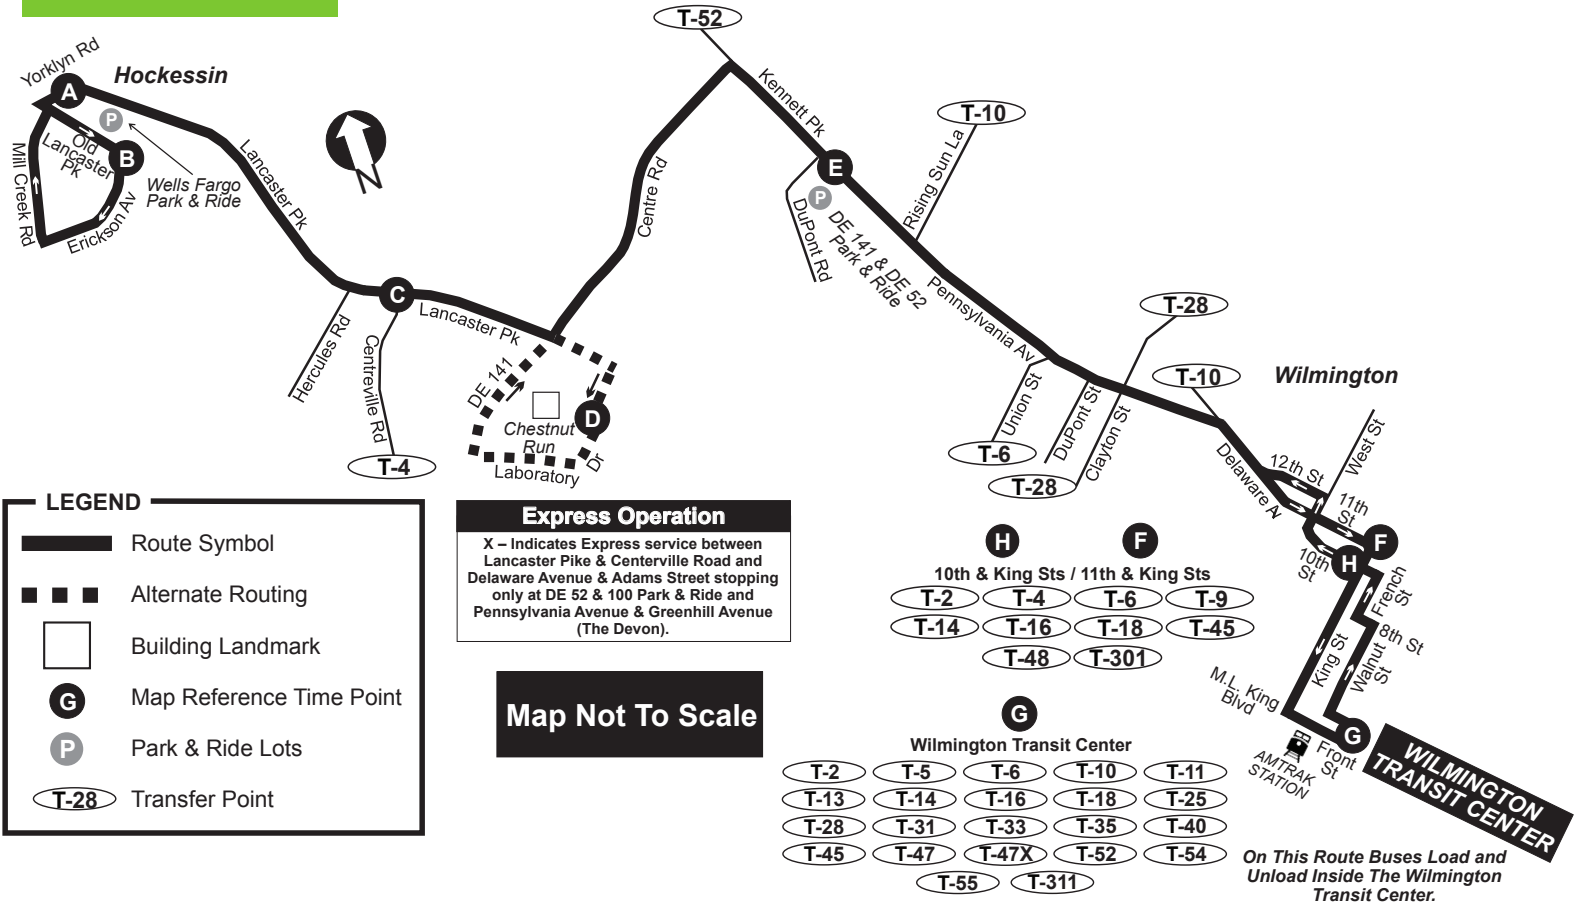 T-52
Yorklyn Rd
Hockessin
A
P
Old
Lancaster
Pk
B
Mill Creek Rd
Erickson Av
Wells Fargo
Park & Ride
Lancaster Pk
N
Kennett Pk
Centre Rd
E
P
DuPont Rd
DE 141 & DE 52
Park & Ride
T-10
Rising Sun La
Pennsylvania Av
C
Lancaster Pk
Hercules Rd
Centreville Rd
T-4
DE 141
Chestnut
Run
D
Laboratory
Dr
T-28
T-10
Wilmington
Union St
T-6
DuPont St
Clayton St
T-28
Delaware Av
12th St
West St
11th
St
F
10th
St
H
French
St
8th St
King St
Walnut
St
M.L. King
Blvd
G
Front
St
AMTRAK
STATION
WILMINGTON
TRANSIT CENTER
On This Route Buses Load and
Unload Inside The Wilmington
Transit Center.
LEGEND
Route Symbol
Alternate Routing
Building Landmark
G Map Reference Time Point
P Park & Ride Lots
T-28 Transfer Point
Express Operation
X – Indicates Express service between
Lancaster Pike & Centerville Road and
Delaware Avenue & Adams Street stopping
only at DE 52 & 100 Park & Ride and
Pennsylvania Avenue & Greenhill Avenue
(The Devon).
Map Not To Scale
H F
10th & King Sts / 11th & King Sts
T-2 T-4 T-6 T-9
T-14 T-16 T-18 T-45
T-48 T-301
G
Wilmington Transit Center
T-2 T-5 T-6 T-10 T-11
T-13 T-14 T-16 T-18 T-25
T-28 T-31 T-33 T-35 T-40
T-45 T-47 T-47X T-52 T-54
T-55 T-311